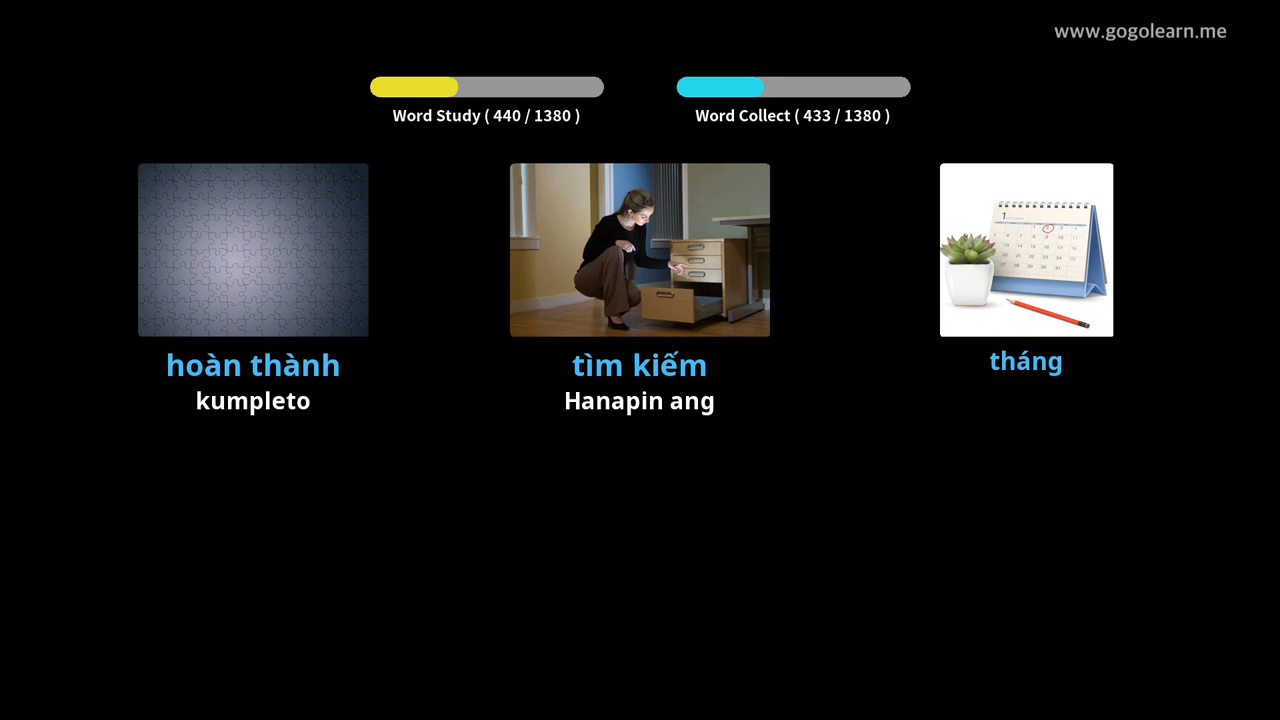 www.gogolearn.me
Word Study ( 440 / 1380 )
Word Collect ( 433 / 1380 )
hoàn thành
kumpleto
tìm kiếm
Hanapin ang
tháng